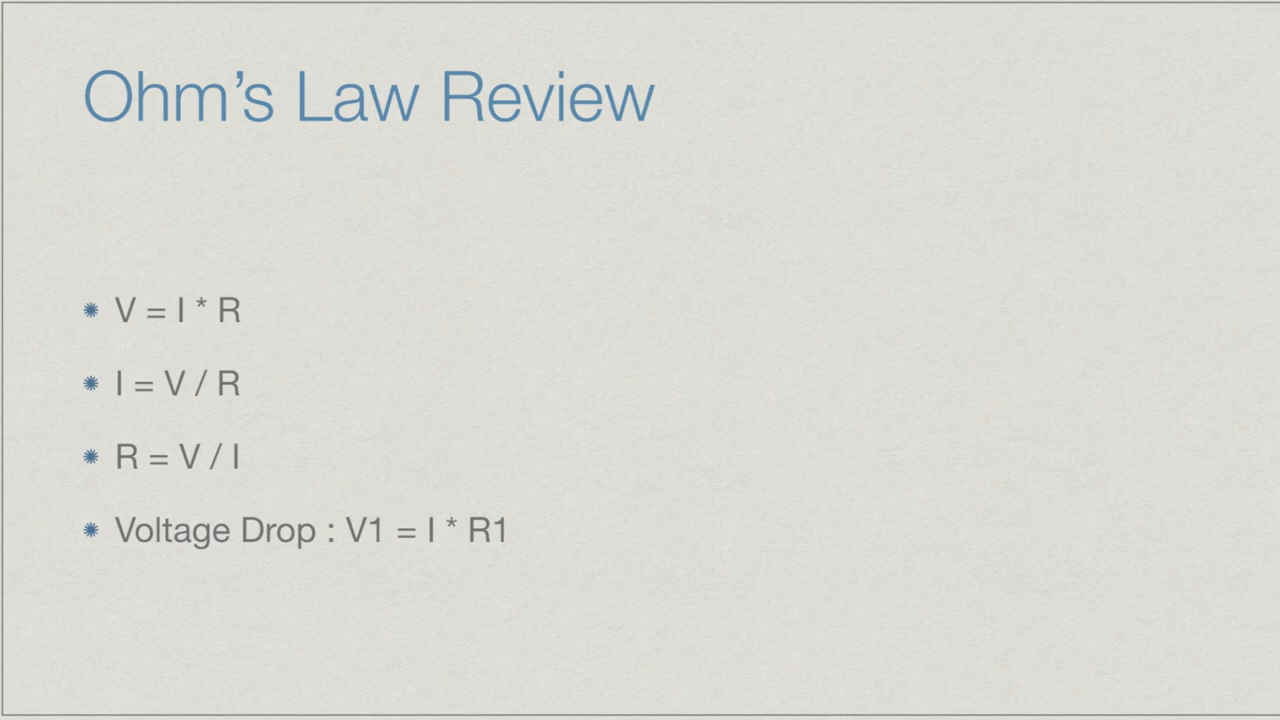 Ohm’s Law Review
V = I * R
I = V / R
R = V / I
Voltage Drop : V1 = I * R1